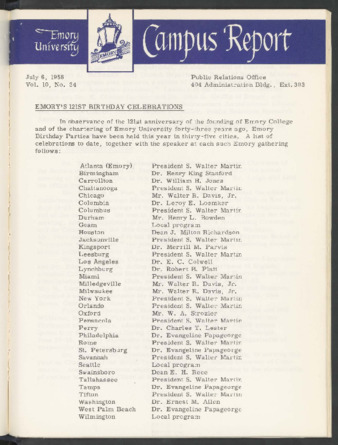 Emory
University
Campus Report
July 6, 1958
Public Relations Office
Vol. 10, No. 24
404 Administration Bldg., Ext. 392
EMORY'S 121ST BIRTHDAY CELEBRATIONS
In observance of the 121st anniversary of the founding of Emory College
and of the chartering of Emory University forty-three years ago, Emory
Birthday Parties have been held this year in thirty-five cities. A list of
celebrations to date, together with the speaker at each such Emory gathering
follows:
Atlanta (Emory) President S. Walter Martin
Birmingham Dr. Henry King Stanford
Carrollton Dr. William H. Jones
Chattanooga President S. Walter Martin
Chicago Mr. Walter R. Davis, Jr.
Columbia Dr. Leroy E. Loemker
Columbus President S. Walter Martin
Durham Mr. Henry L. Bowden
Guam Local program
Houston Dean J. Milton Richardson
Jacksonville President S. Walter Martin
Kingsport Dr. Merrill M. Parvis
Leesburg President S. Walter Martin
Los Angeles Dr. E. C. Colwell
Lynchburg Dr. Robert H. Platt
Miami President S. Walter Martin
Milledgeville Mr. Walter R. Davis, Jr.
Milwaukee Mr. Walter R. Davis, Jr.
New York President S. Walter Martin
Orlando President S. Walter Martin
Oxford Mr. W. A. Strozier
Pensacola President S. Walter Martin
Perry Dr. Charles T. Lester
Philadelphia Dr. Evangeline Papageorge
Rome President S. Walter Martin
St. Petersburg Dr. Evangeline Papageorge
Savannah President S. Walter Martin
Seattle Local program
Swainsboro Dean E. H. Rece
Tallahassee President S. Walter Martin
Tampa Dr. Evangeline Papageorge
Tifton President S. Walter Martin
Washington Dr. Ernest M. Allen
West Palm Beach Dr. Evangeline Papageorge
Wilmington Local program